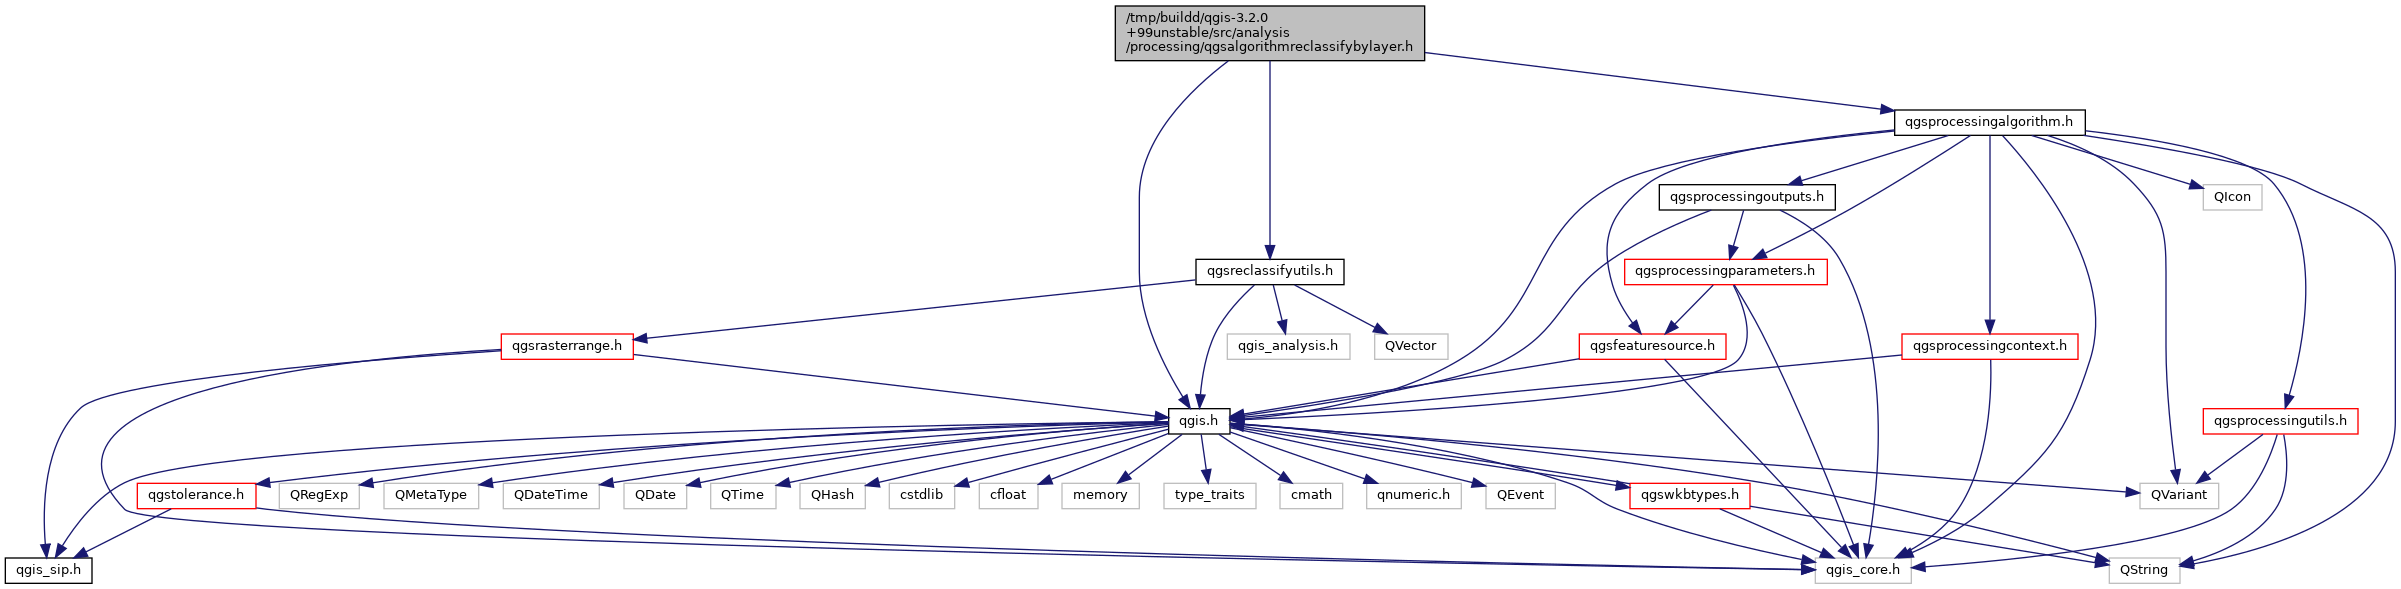 /tmp/buildd/qgis-3.2.0
+99unstable/src/analysis
/processing/qgsalgorithmreclassifybylayer.h
qgsprocessingalgorithm.h
qgsprocessingoutputs.h
QIcon
qgsreclassifyutils.h
qgsprocessingparameters.h
qgsrasterrange.h
qgis_analysis.h
QVector
qgsfeaturesource.h
qgsprocessingcontext.h
qgis.h
qgsprocessingutils.h
qgstolerance.h
QRegExp
QMetaType
QDateTime
QDate
QTime
QHash
cstdlib
cfloat
memory
type_traits
cmath
qnumeric.h
QEvent
qgswkbtypes.h
QVariant
qgis_sip.h
qgis_core.h
QString